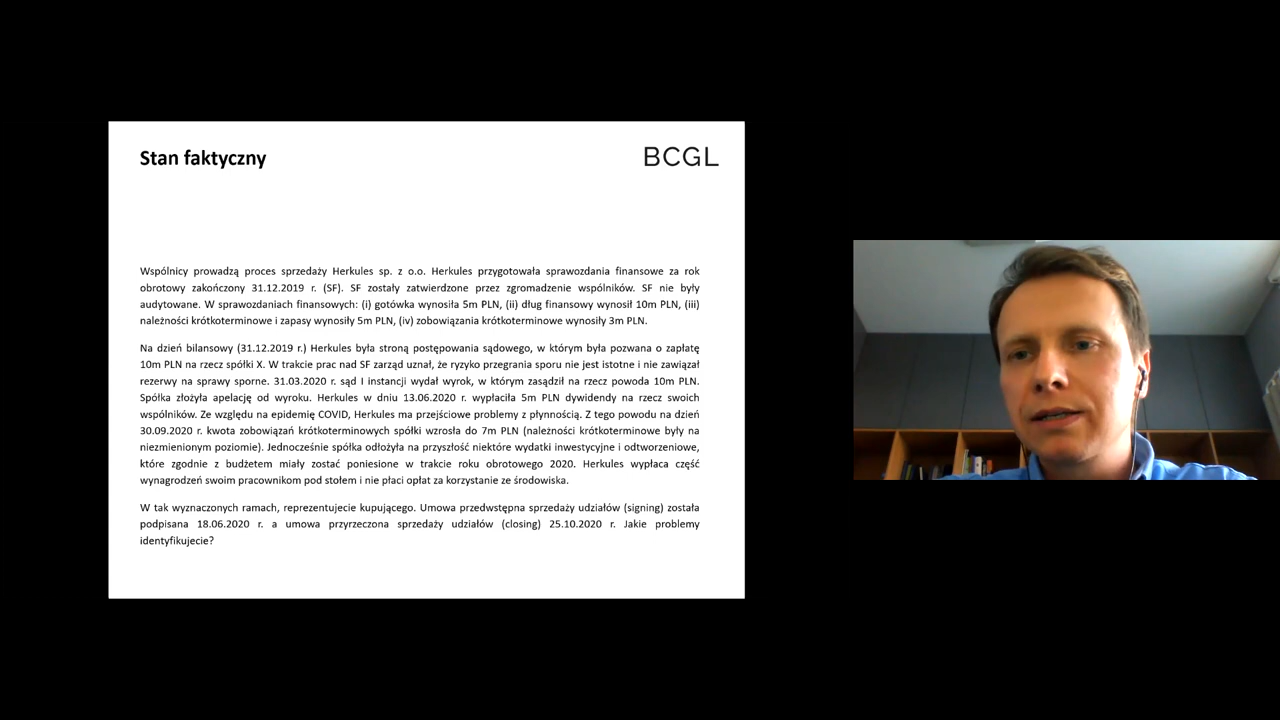 Stan faktyczny
BCGL
Wspólnicy prowadzą proces sprzedaży Herkules sp. z o.o. Herkules przygotowała sprawozdania finansowe za rok
obrotowy zakończony 31.12.2019 r. (SF). SF zostały zatwierdzone przez zgromadzenie wspólników. SF nie były
audytowane. W sprawozdaniach finansowych: (i) gotówka wynosiła 5m PLN, (ii) dług finansowy wynosił 10m PLN, (iii)
należności krótkoterminowe i zapasy wynosiły 5m PLN, (iv) zobowiązania krótkoterminowe wynosiły 3m PLN.
Na dzień bilansowy (31.12.2019 r.) Herkules była stroną postępowania sądowego, w którym była pozwana o zapłatę
10m PLN na rzecz spółki X. W trakcie prac nad SF zarząd uznał, że ryzyko przegrania sporu nie jest istotne i nie zawiązał
rezerwy na sprawy sporne. 31.03.2020 r. sąd I instancji wydał wyrok, w którym zasądził na rzecz powoda 10m PLN.
Spółka złożyła apelację od wyroku. Herkules w dniu 13.06.2020 r. wypłaciła 5m PLN dywidendy na rzecz swoich
wspólników. Ze względu na epidemię COVID, Herkules ma przejściowe problemy z płynnością. Z tego powodu na dzień
30.09.2020 r. kwota zobowiązań krótkoterminowych spółki wzrosła do 7m PLN (należności krótkoterminowe były na
niezmienionym poziomie). Jednocześnie spółka odłożyła na przyszłość niektóre wydatki inwestycyjne i odtworzeniowe,
które zgodnie z budżetem miały zostać poniesione w trakcie roku obrotowego 2020. Herkules wypłaca część
wynagrodzeń swoim pracownikom pod stołem i nie płaci opłat za korzystanie ze środowiska.
W tak wyznaczonych ramach, reprezentujecie kupującego. Umowa przedwstępna sprzedaży udziałów (signing) została
podpisana 18.06.2020 r. a umowa przyrzeczona sprzedaży udziałów (closing) 25.10.2020 r. Jakie problemy
identyfikujecie?